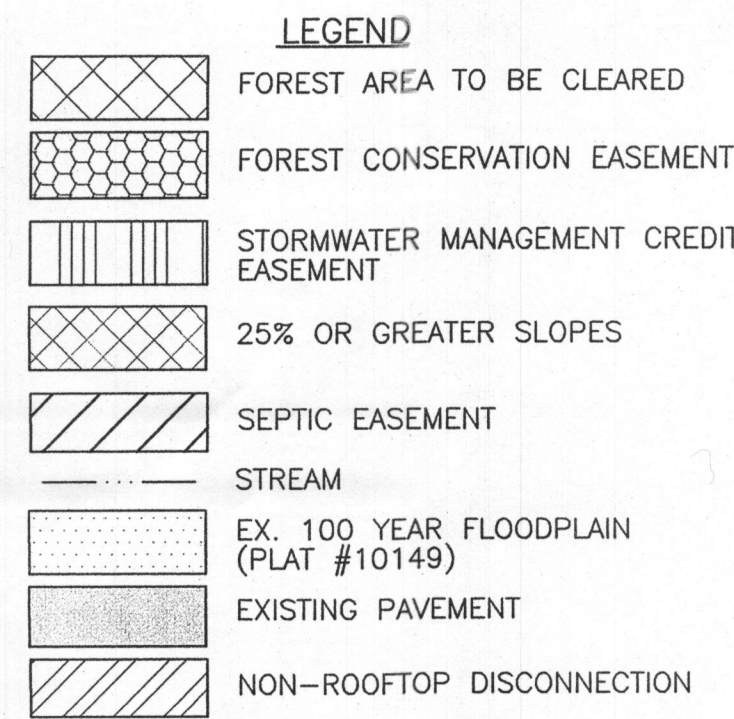 LEGEND
FOREST AREA TO BE CLEARED
FOREST CONSERVATION EASEMENT
STORMWATER MANAGEMENT CREDIT
EASEMENT
25% OR GREATER SLOPES
SEPTIC EASEMENT
STREAM
EX. 100 YEAR FLOODPLAIN
(PLAT #10149)
EXISTING PAVEMENT
NON-ROOFTOP DISCONNECTION